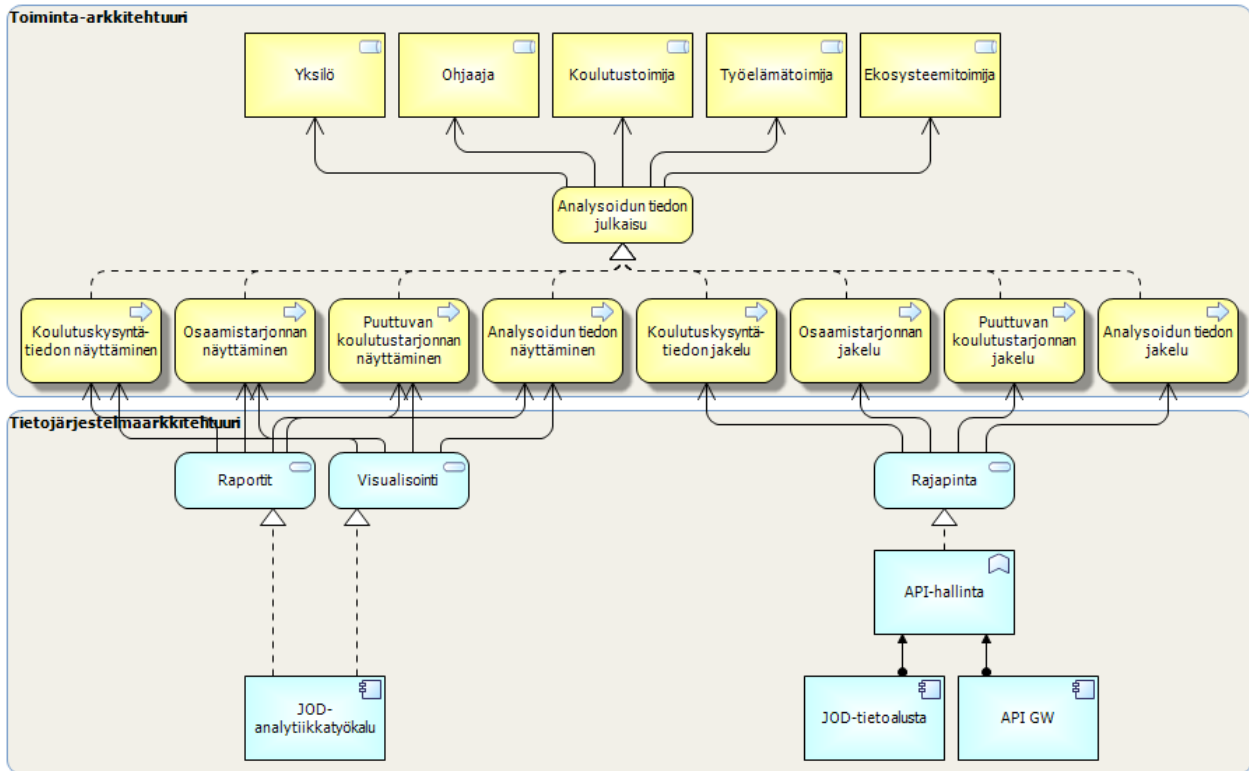 Toiminta-arkkitehtuuri
Yksilö
Ohjaaja
Koulutustoimija
Työelämätoimija
Ekosysteemitoimija
Analysoidun tiedon
julkaisu
Koulutuskysyntä-
tiedon näyttäminen
Osaamistarjonnan
näyttäminen
Puuttuvan
koulutustarjonnan
näyttäminen
Analysoidun tiedon
näyttäminen
Koulutuskysyntä-
tiedon jakelu
Osaamistarjonnan
jakelu
Puuttuvan
koulutustarjonnan
jakelu
Analysoidun tiedon
jakelu
Tietojärjestelmaarkkitehtuuri
Raportit
Visualisointi
Rajapinta
API-hallinta
JOD-
analytiikkatyökalu
JOD-tietoalusta
API GW